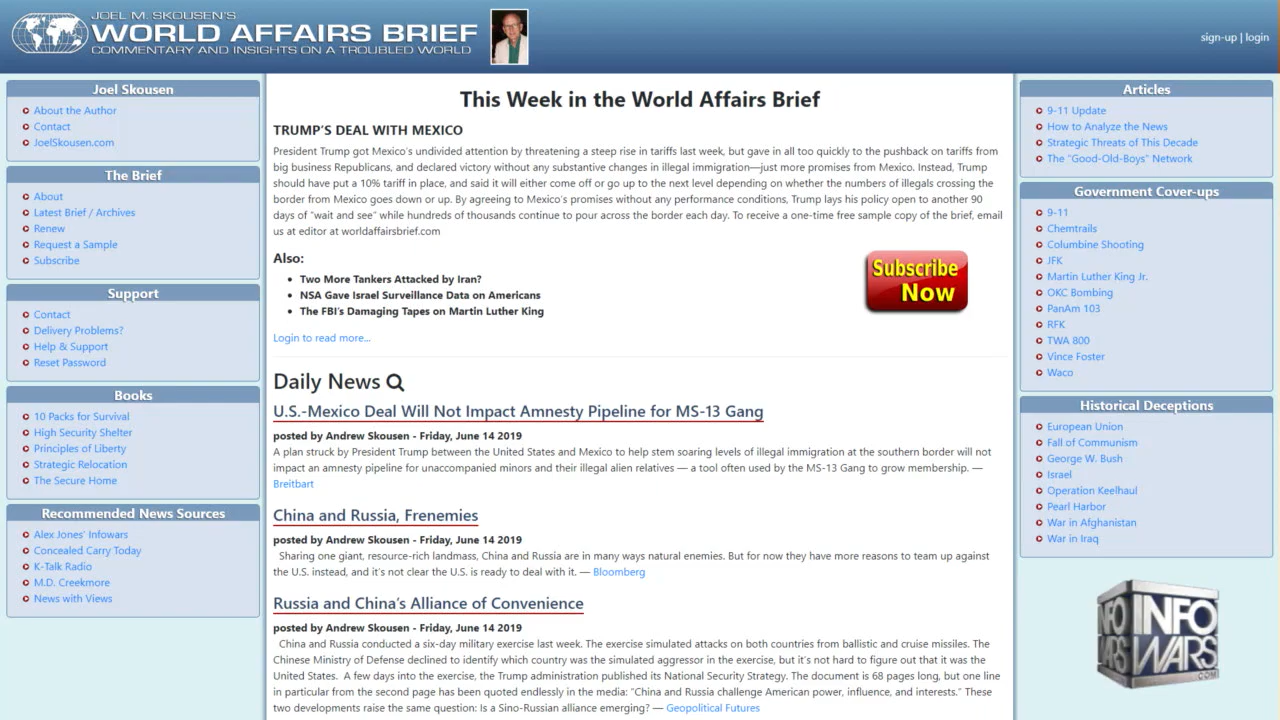 JOEL M. SKOUSEN'S
WORLD AFFAIRS BRIEF
COMMENTARY AND INSIGHTS ON A TROUBLED WORLD
sign-up | login
Joel Skousen
About the Author
Contact
JoelSkousen.com
The Brief
About
Latest Brief / Archives
Renew
Request a Sample
Subscribe
Support
Contact
Delivery Problems?
Help & Support
Reset Password
Books
10 Packs for Survival
High Security Shelter
Principles of Liberty
Strategic Relocation
The Secure Home
Recommended News Sources
Alex Jones' Infowars
Concealed Carry Today
K-Talk Radio
M.D. Creekmore
News with Views
This Week in the World Affairs Brief
TRUMP'S DEAL WITH MEXICO
President Trump got Mexico's undivided attention by threatening a steep rise in tariffs last week, but gave in all too quickly to the pushback on tariffs from
big business Republicans, and declared victory without any substantive changes in illegal immigration—just more promises from Mexico. Instead, Trump
should have put a 10% tariff in place, and said it will either come off or go up to the next level depending on whether the numbers of illegals crossing the
border from Mexico goes down or up. By agreeing to Mexico's promises without any performance conditions, Trump lays his policy open to another 90
days of "wait and see" while hundreds of thousands continue to pour across the border each day. To receive a one-time free sample copy of the brief, email
us at editor at worldaffairsbrief.com
Also:
Two More Tankers Attacked by Iran?
NSA Gave Israel Surveillance Data on Americans
The FBI's Damaging Tapes on Martin Luther King
Subscribe
Now
Login to read more...
Daily News
U.S.-Mexico Deal Will Not Impact Amnesty Pipeline for MS-13 Gang
posted by Andrew Skousen - Friday, June 14 2019
A plan struck by President Trump between the United States and Mexico to help stem soaring levels of illegal immigration at the southern border will not
impact an amnesty pipeline for unaccompanied minors and their illegal alien relatives — a tool often used by the MS-13 Gang to grow membership. —
Breitbart
China and Russia, Frenemies
posted by Andrew Skousen - Friday, June 14 2019
Sharing one giant, resource-rich landmass, China and Russia are in many ways natural enemies. But for now they have more reasons to team up against
the U.S. instead, and it's not clear the U.S. is ready to deal with it. — Bloomberg
Russia and China's Alliance of Convenience
posted by Andrew Skousen - Friday, June 14 2019
China and Russia conducted a six-day military exercise last week. The exercise simulated attacks on both countries from ballistic and cruise missiles. The
Chinese Ministry of Defense declined to identify which country was the simulated aggressor in the exercise, but it's not hard to figure out that it was the
United States. A few days into the exercise, the Trump administration published its National Security Strategy. The document is 68 pages long, but one line
in particular from the second page has been quoted endlessly in the media: "China and Russia challenge American power, influence, and interests." These
two developments raise the same question: Is a Sino-Russian alliance emerging? — Geopolitical Futures
Articles
9-11 Update
How to Analyze the News
Strategic Threats of This Decade
The "Good-Old-Boys" Network
Government Cover-ups
9-11
Chemtrails
Columbine Shooting
JFK
Martin Luther King Jr.
OKC Bombing
PanAm 103
RFK
TWA 800
Vince Foster
Waco
Historical Deceptions
European Union
Fall of Communism
George W. Bush
Israel
Operation Keelhaul
Pearl Harbor
War in Afghanistan
War in Iraq
INFO
WARS
.COM